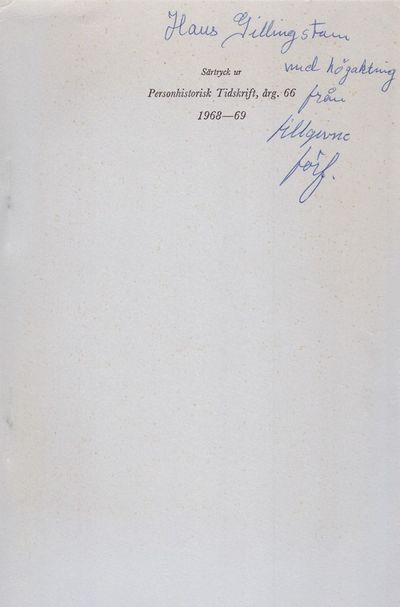 Hans Gillingstam
med högaktning
från
tillgivne
förf.
Särtryck ur
Personhistorisk Tidskrift, årg. 66
1968—69